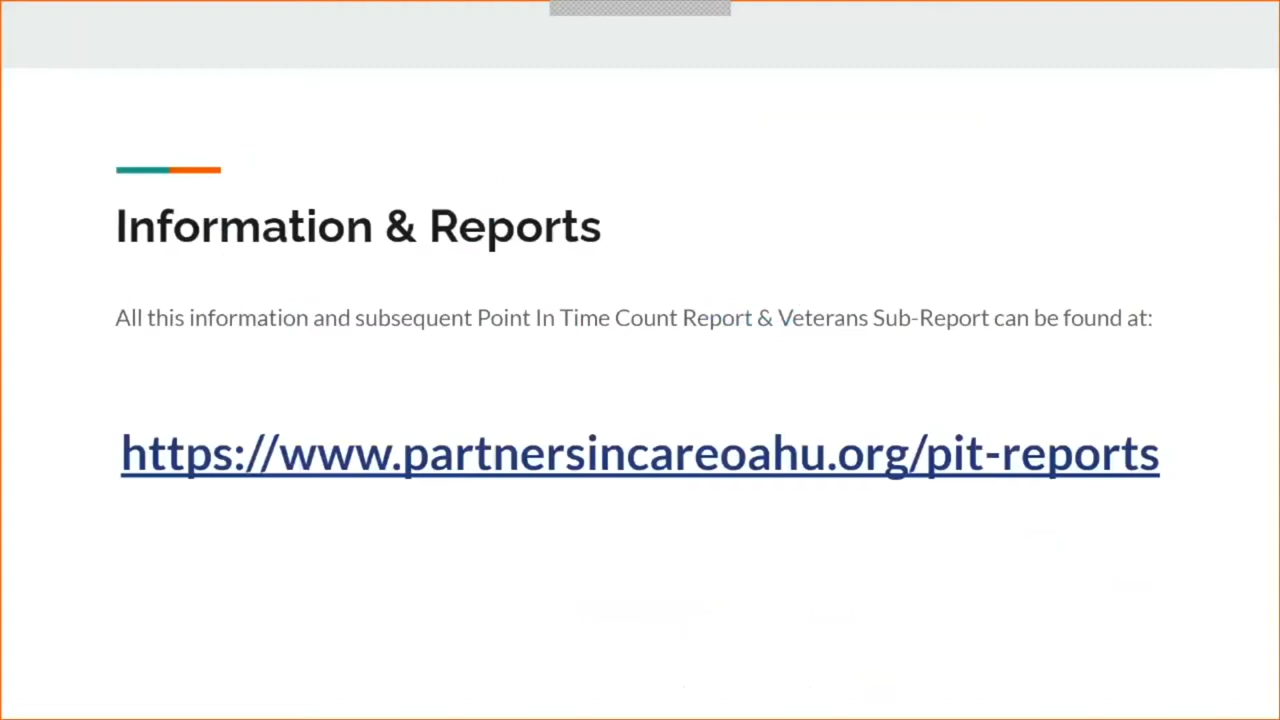 Information & Reports
All this information and subsequent Point In Time Count Report & Veterans Sub-Report can be found at:
https://www.partnersincareoahu.org/pit-reports